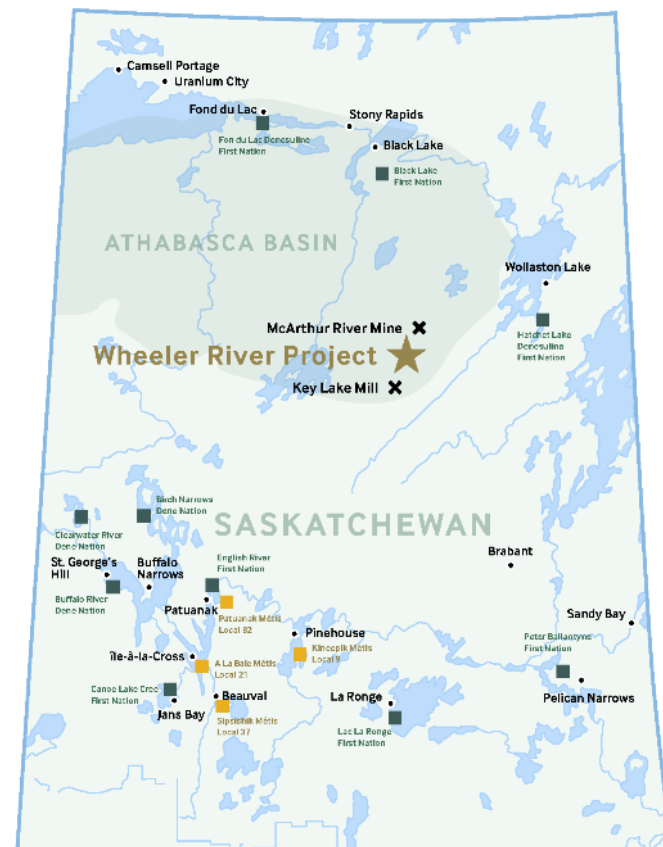 Camsell Portage
Uranium City
Fond du Lac
Fon du Lac Denesuline
First Nation
Stony Rapids
Black Lake
Black Lake
First Nation
ATHABASCA BASIN
Wollaston Lake
Hatchet Lake
Denesuline
First Nation
McArthur River Mine
Wheeler River Project
Key Lake Mill
Birch Narrows
Dene Nation
Clearwater River
Dene Nation
SASKATCHEWAN
St. George's
Hill
Buffalo
Narrows
English River
First Nation
Brabant
Buffalo River
Dene Nation
Patuanak
Patuanak Métis
Local 82
Sandy Bay
Pinehouse
Kineepik Métis
Local 9
Peter Ballantyne
First Nation
île-à-la-Cross
A La Baie Métis
Local 21
Canoe Lake Cree
First Nation
Jans Bay
Beauval
Sipsishik Métis
Local 37
La Ronge
Lac La Ronge
First Nation
Pelican Narrows